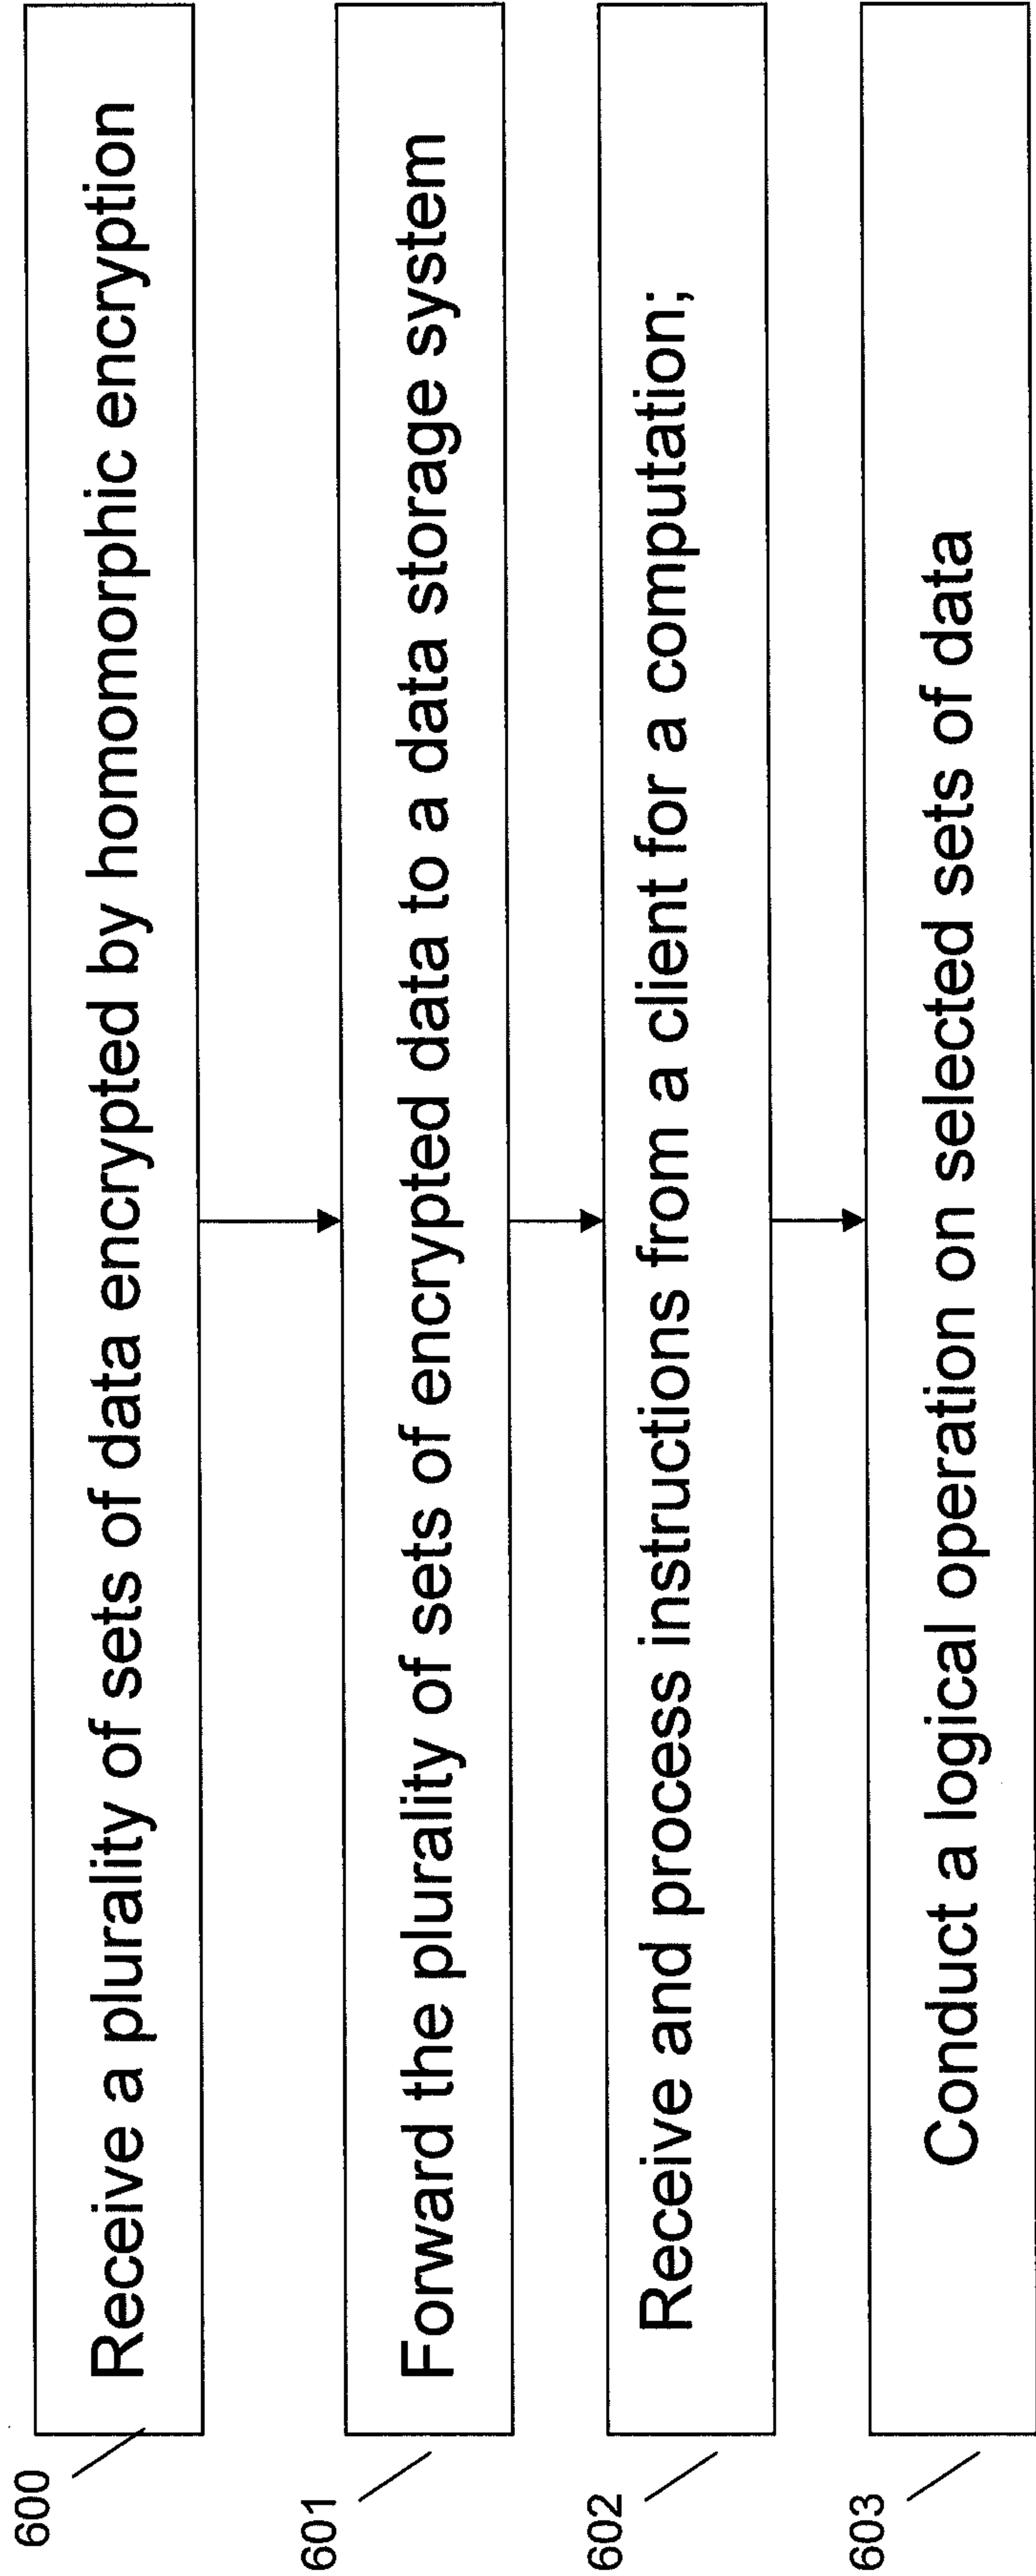 600
Receive a plurality of sets of data encrypted by homomorphic encryption
601
Forward the plurality of sets of encrypted data to a data storage system
602
Receive and process instructions from a client for a computation;
603
Conduct a logical operation on selected sets of data